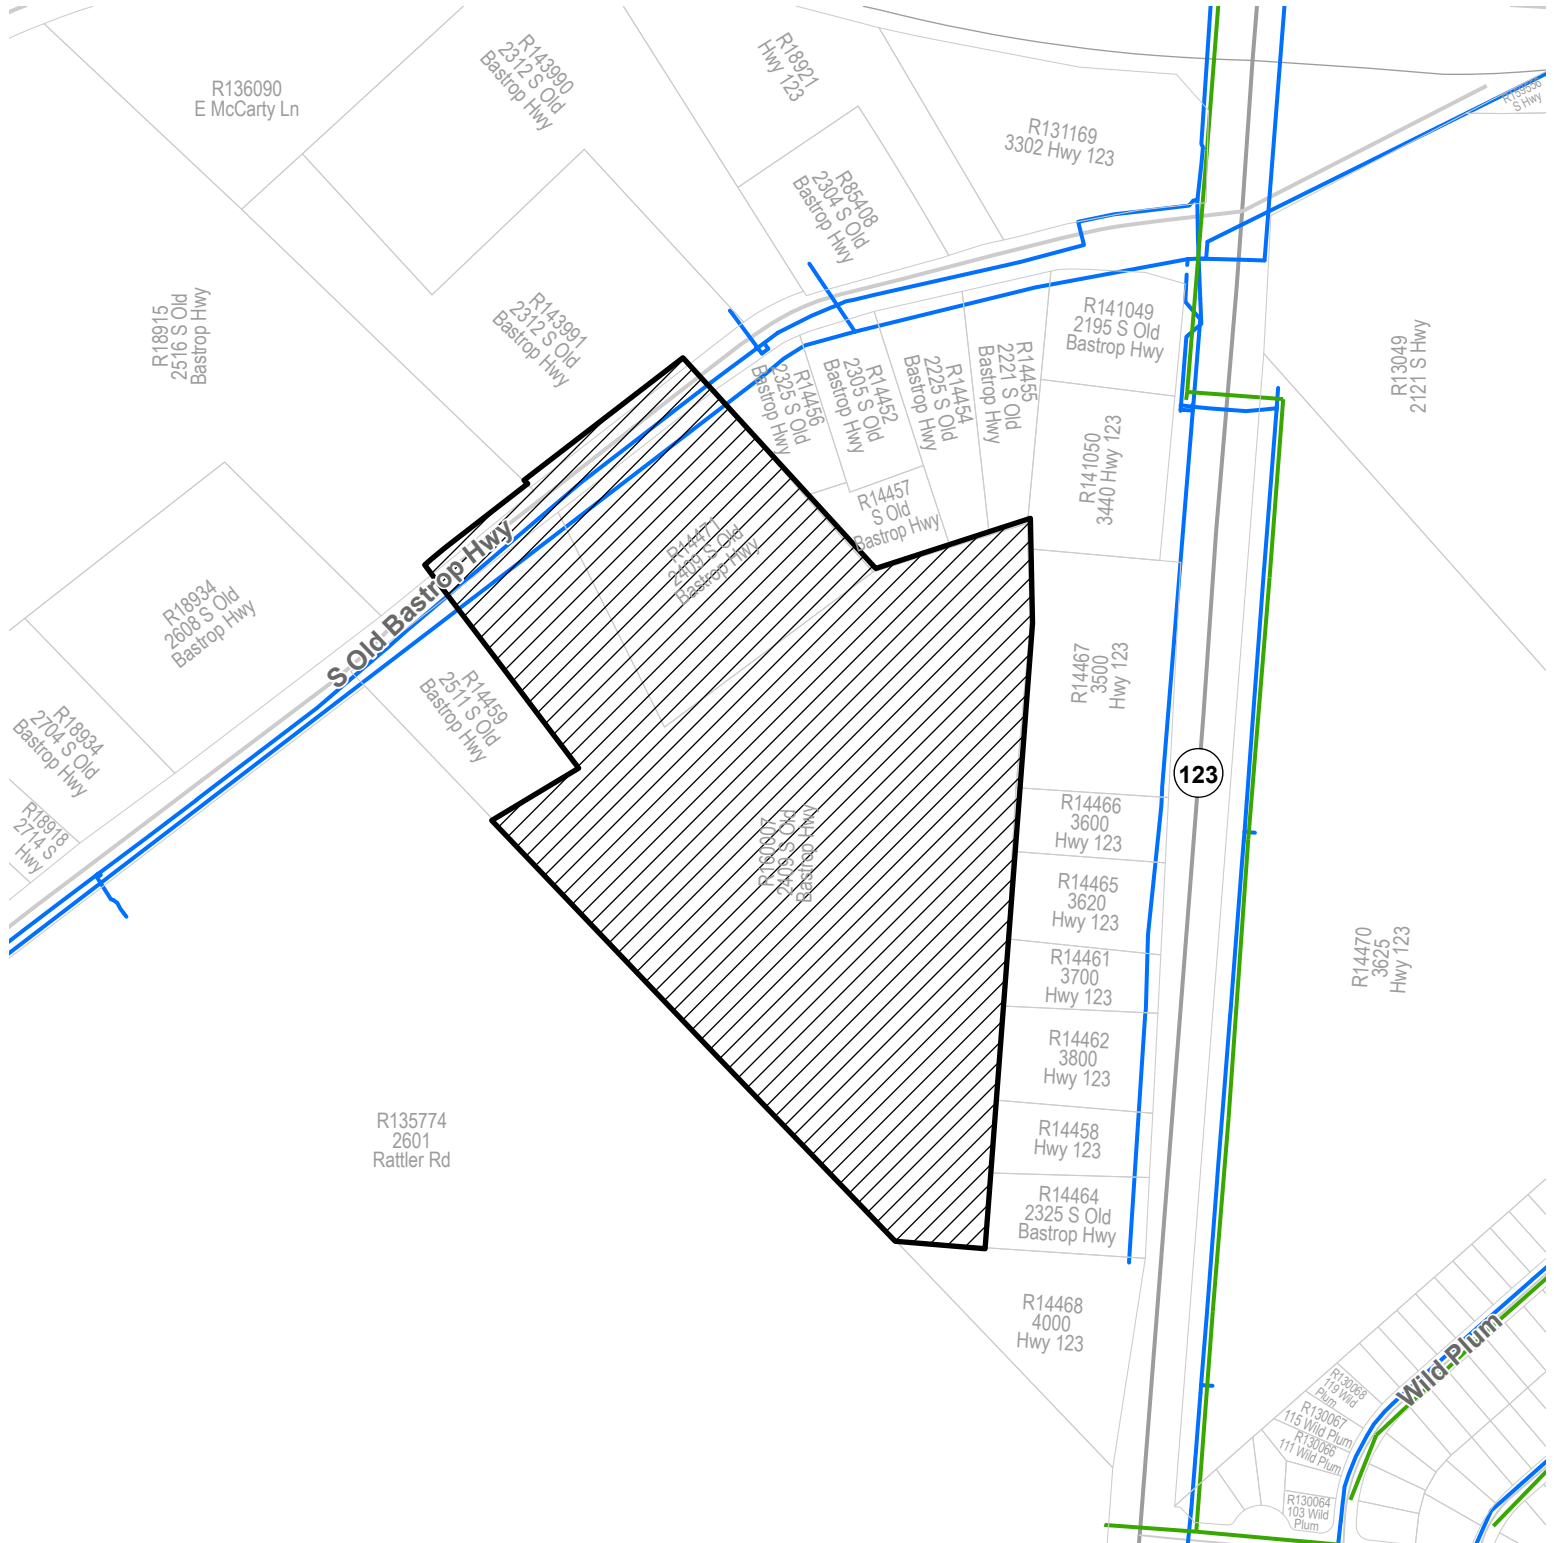 R136090
E McCarty Ln
R143990
2312 S Old
Bastrop Hwy
R18921
Hwy 123
R131169
3302 Hwy 123
R159536
S Hwy
R85408
2304 S Old
Bastrop Hwy
R18915
2516 S Old
Bastrop Hwy
R143991
2312 S Old
Bastrop Hwy
R141049
2195 S Old
Bastrop Hwy
R13049
2121 S Hwy
R14456
2325 S Old
Bastrop Hwy
R14452
2305 S Old
Bastrop Hwy
R14454
2225 S Old
Bastrop Hwy
R14455
2221 S Old
Bastrop Hwy
R141050
3440 Hwy 123
R14457
S Old
Bastrop Hwy
R14471
2409 S Old
Bastrop Hwy
S Old Bastrop Hwy
R18934
2608 S Old
Bastrop Hwy
R14459
2511 S Old
Bastrop Hwy
R14467
3500
Hwy 123
R18934
2704 S Old
Bastrop Hwy
R18918
2714 S
Hwy
123
R160007
2409 S Old
Bastrop Hwy
R14466
3600
Hwy 123
R14465
3620
Hwy 123
R14461
3700
Hwy 123
R14470
3625
Hwy 123
R14462
3800
Hwy 123
R135774
2601
Rattler Rd
R14458
Hwy 123
R14464
2325 S Old
Bastrop Hwy
R14468
4000
Hwy 123
Wild Plum
R130068
119 Wild
Plum
R130067
115 Wild Plum
R130066
111 Wild Plum
R130064
103 Wild
Plum